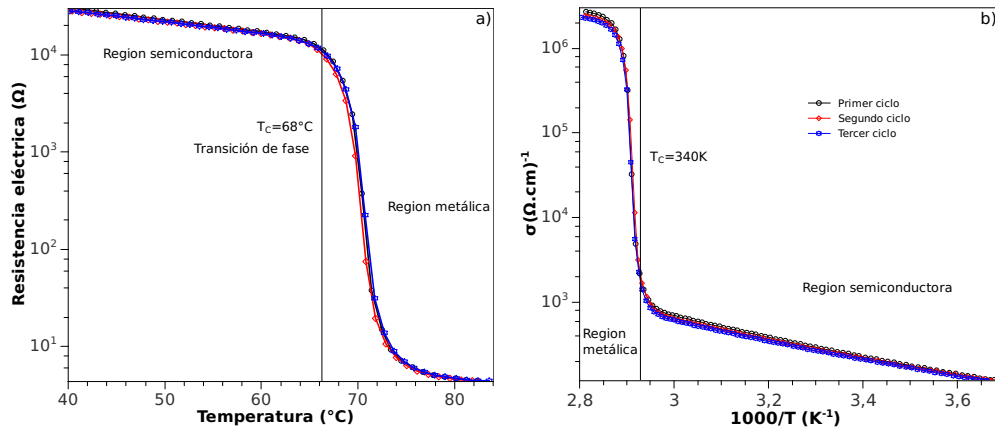 a)
10⁴
10³
10²
10¹
Resistencia eléctrica (Ω)
Region semiconductora
T_C=68°C
Transición de fase
Region metálica
40
50
60
70
80
Temperatura (°C)
b)
10⁶
10⁵
10⁴
10³
σ(Ω.cm)⁻¹
Primer ciclo
Segundo ciclo
Tercer ciclo
T_C=340K
Region semiconductora
Region
metálica
2,8
3
3,2
3,4
3,6
1000/T (K⁻¹)